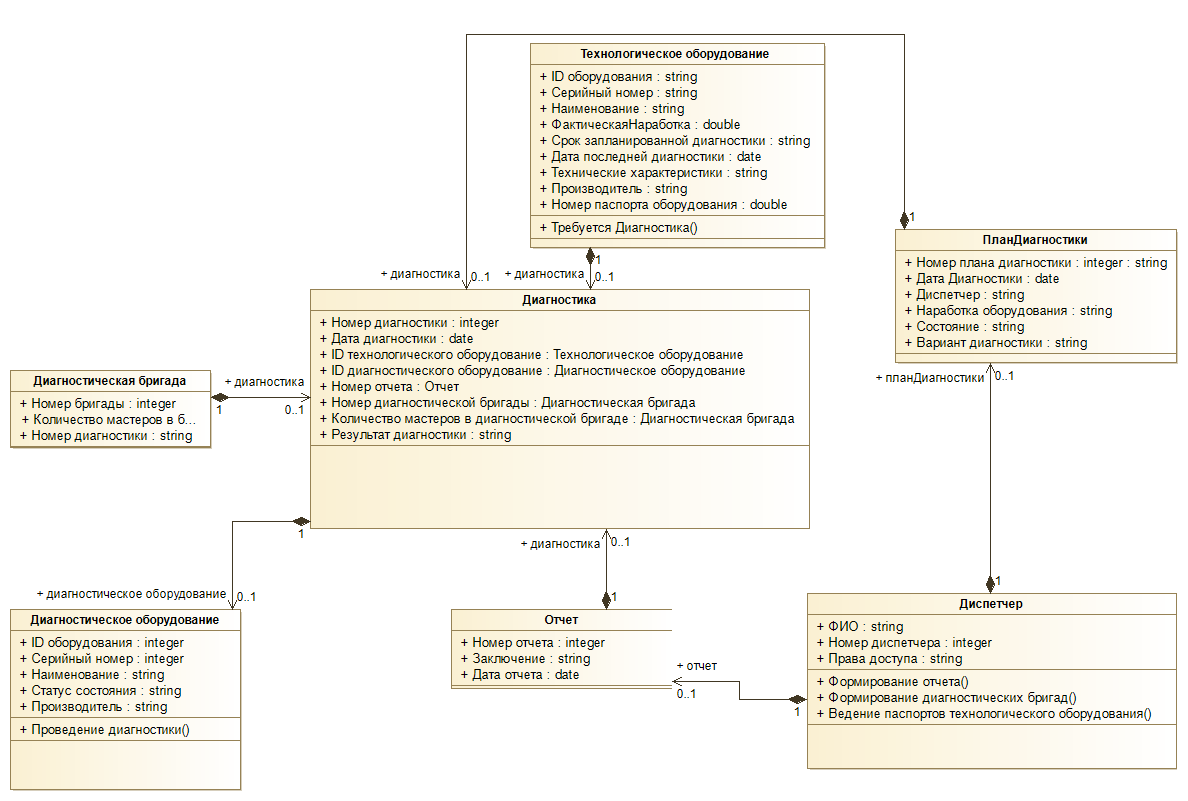 Технологическое оборудование
+ ID оборудования : string
+ Серийный номер : string
+ Наименование : string
+ ФактическаяНаработка : double
+ Срок запланированной диагностики : string
+ Дата последней диагностики : date
+ Технические характеристики : string
+ Производитель : string
+ Номер паспорта оборудования : double
+ Требуется Диагностика()
1
+ диагностика
0..1
+ диагностика
0..1
1
ПланДиагностики
+ Номер плана диагностики : integer : string
+ Дата Диагностики : date
+ Диспетчер : string
+ Наработка оборудования : string
+ Состояние : string
+ Вариант диагностики : string
+ планДиагностики
0..1
Диагностика
+ Номер диагностики : integer
+ Дата диагностики : date
+ ID технологического оборудование : Технологическое оборудование
+ ID диагностического оборудование : Диагностическое оборудование
+ Номер отчета : Отчет
+ Номер диагностической бригады : Диагностическая бригада
+ Количество мастеров в диагностической бригаде : Диагностическая бригада
+ Результат диагностики : string
Диагностическая бригада
+ Номер бригады : integer
+ Количество мастеров в б...
+ Номер диагностики : string
+ диагностика
1
0..1
1
+ диагностическое оборудование
0..1
Диагностическое оборудование
+ ID оборудования : integer
+ Серийный номер : integer
+ Наименование : string
+ Статус состояния : string
+ Производитель : string
+ Проведение диагностики()
+ диагностика
0..1
1
Отчет
+ Номер отчета : integer
+ Заключение : string
+ Дата отчета : date
+ отчет
0..1
1
1
Диспетчер
+ ФИО : string
+ Номер диспетчера : integer
+ Права доступа : string
+ Формирование отчета()
+ Формирование диагностических бригад()
+ Ведение паспортов технологического оборудования()